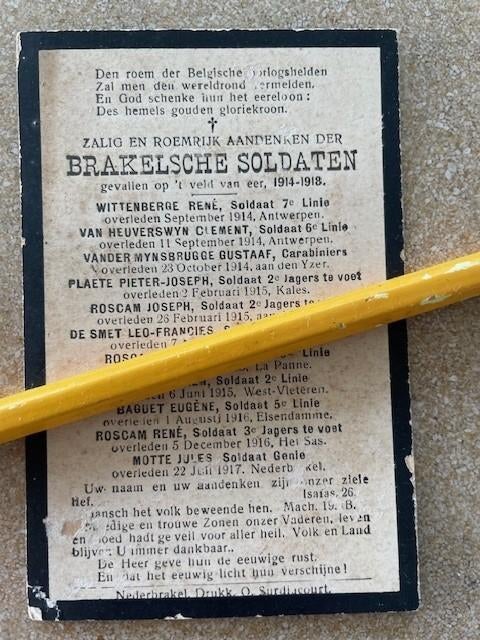 Den roem der Belgische oorlogshelden
Zal men den wereldrond vermelden.
En God schenke hun het eereloon:
Des hemels gouden gloriekroon.
†
ZALIG EN ROEMRIJK AANDENKEN DER
BRAKELSCHE SOLDATEN
gevallen op 't veld van eer, 1914-1918.
WITTENBERGE RENÉ, Soldaat 7e Linie
overleden September 1914, Antwerpen.
VAN HEUVERSWYN CLEMENT, Soldaat 6e Linie
overleden 11 September 1914, Antwerpen.
VANDER MYNSBRUGGE GUSTAAF, Carabiniers
overleden 23 October 1914, aan den Yzer.
PLAETE PIETER-JOSEPH, Soldaat 2e Jagers te voet
overleden 2 Februari 1915, Kales.
ROSCAM JOSEPH, Soldaat 2e Jagers te voet
overleden 26 Februari 1915,
DE SMET LEO-FRANCIES,
overleden 7
ROSC Linie
La Panne.
Soldaat 2e Linie
6 Juni 1915, West-Vleteren.
BAGUET EUGÈNE, Soldaat 5e Linie
overleden 1 Augusti 1916, Elsendamme.
ROSCAM RENÉ, Soldaat 3e Jagers te voet
overleden 5 December 1916, Het Sas.
MOTTE JULES Soldaat Genie
overleden 22 Juli 1917. Nederbrakel.
Uw naam en uw aandenken zijn onzer ziele
lief. Isaias. 26.
Gansch het volk beweende hen. Mach. 19. B.
Moedige en trouwe Zonen onzer Vaderen, leven
en bloed hadt ge veil voor aller heil. Volk en Land
blijven U immer dankbaar..
De Heer geve hun de eeuwige rust.
En dat het eeuwig licht hun verschijne!
Nederbrakel, Drukk. O.